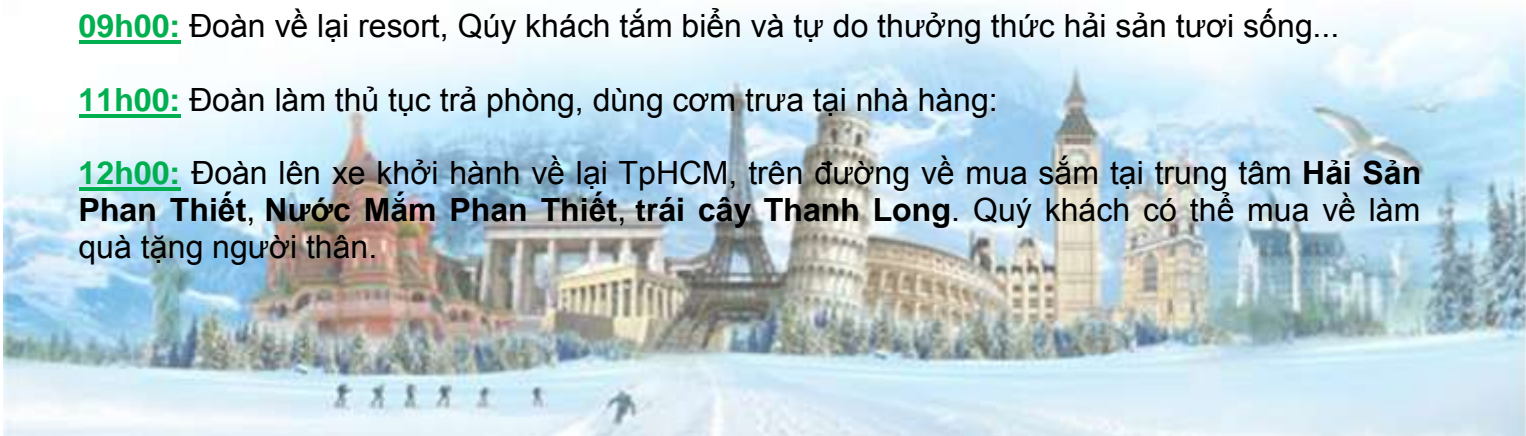 09h00: Đoàn về lại resort, Qúy khách tắm biển và tự do thưởng thức hải sản tươi sống...
11h00: Đoàn làm thủ tục trả phòng, dùng cơm trưa tại nhà hàng:
12h00: Đoàn lên xe khởi hành về lại TpHCM, trên đường về mua sắm tại trung tâm Hải Sản
Phan Thiết, Nước Mắm Phan Thiết, trái cây Thanh Long. Quý khách có thể mua về làm
quà tặng người thân.